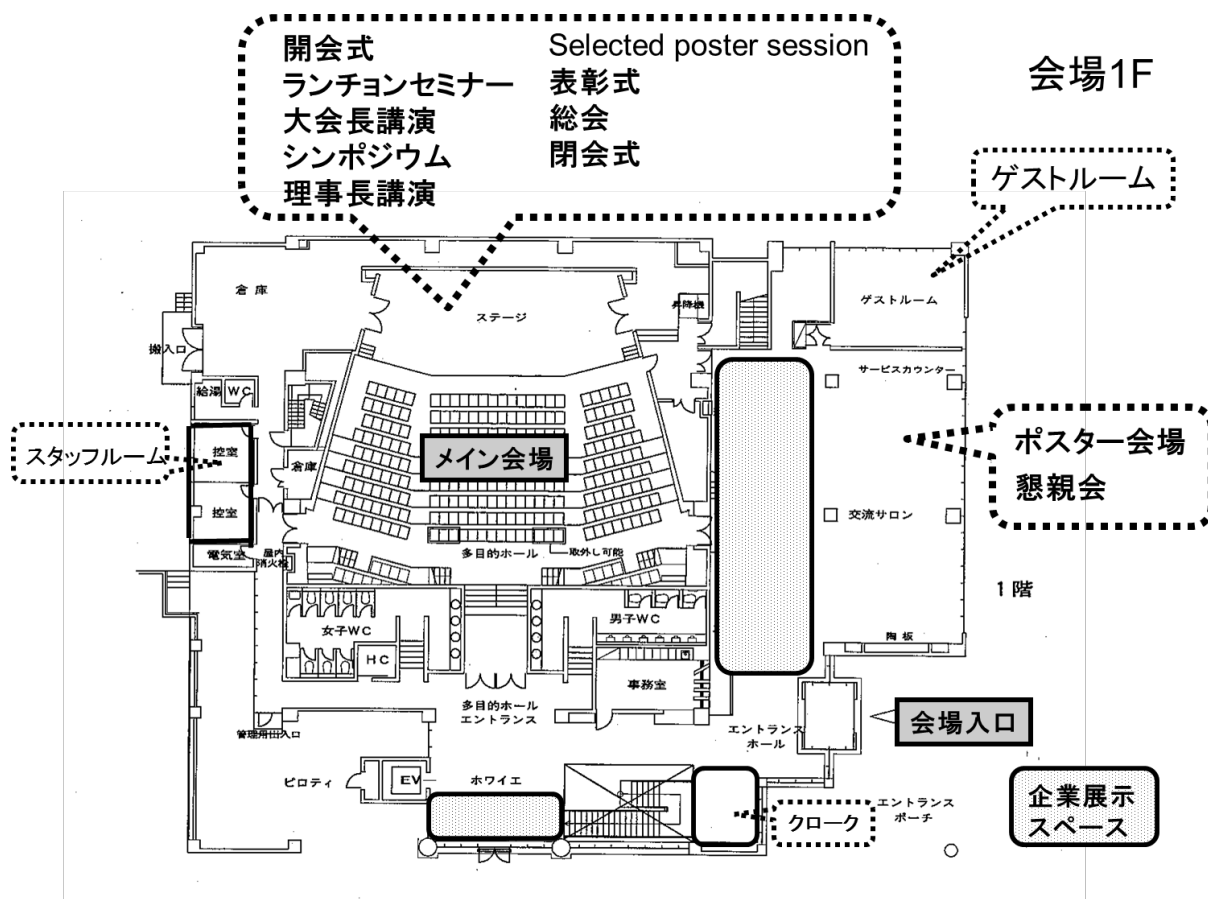 開会式
ランチョンセミナー
大会長講演
シンポジウム
理事長講演
Selected poster session
表彰式
総会
閉会式
会場1F
ゲストルーム
倉庫
ステージ
昇降機
ゲストルーム
搬入口
サービスカウンター
給湯
WC
スタッフルーム
控室
倉庫
メイン会場
ポスター会場
懇親会
控室
交流サロン
電気室
屋内
消火栓
多目的ホール
取外し可能
1階
女子WC
男子WC
陶板
HC
事務室
多目的ホール
エントランス
会場入口
エントランス
ホール
管理用出入口
ピロティ
EV
ホワイエ
企業展示
スペース
クローク
エントランス
ポーチ